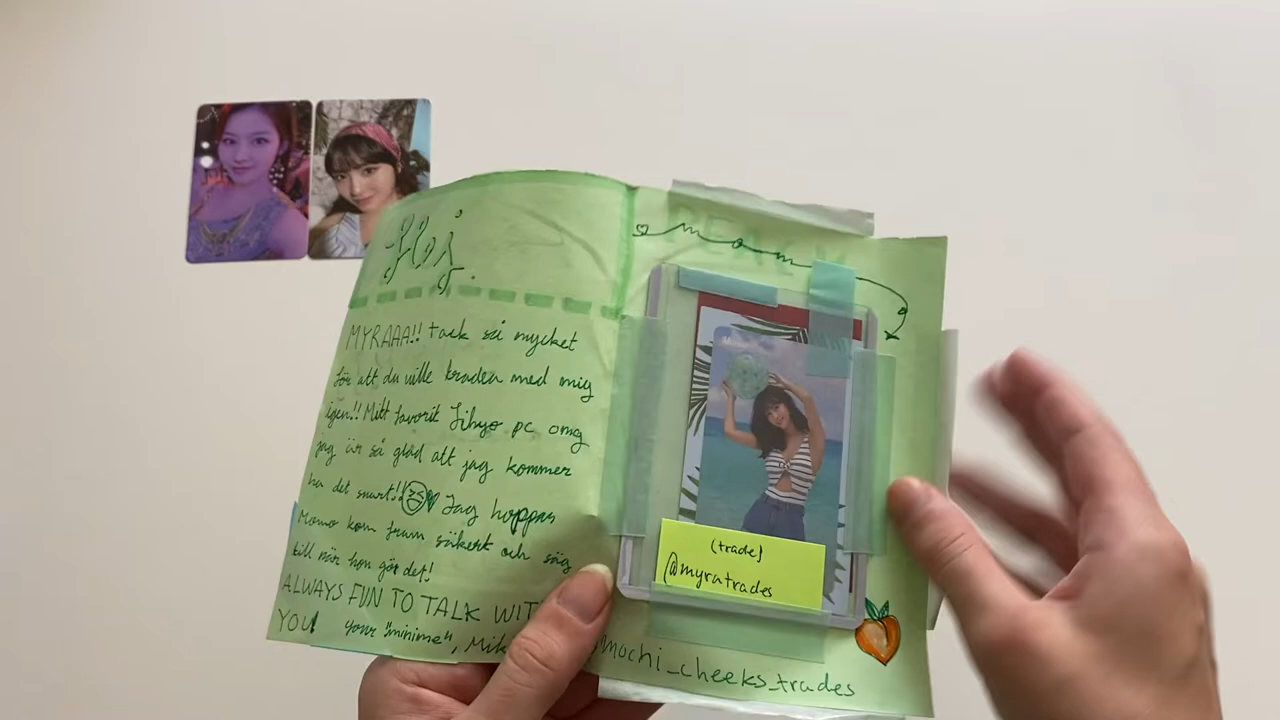 Hej
MYRAAA!! tack så mycket
för att du ville traden med mig
igen!! Mitt favorit Jihyo pc omg
jag är så glad att jag kommer
ha det snart!! Jag hoppas
Momo kom fram säkert och säg
till när hon gör det!
ALWAYS FUN TO TALK WIT
YOU your "minime",
mom
(trade)
@myratrades
mochi_cheeks_trades